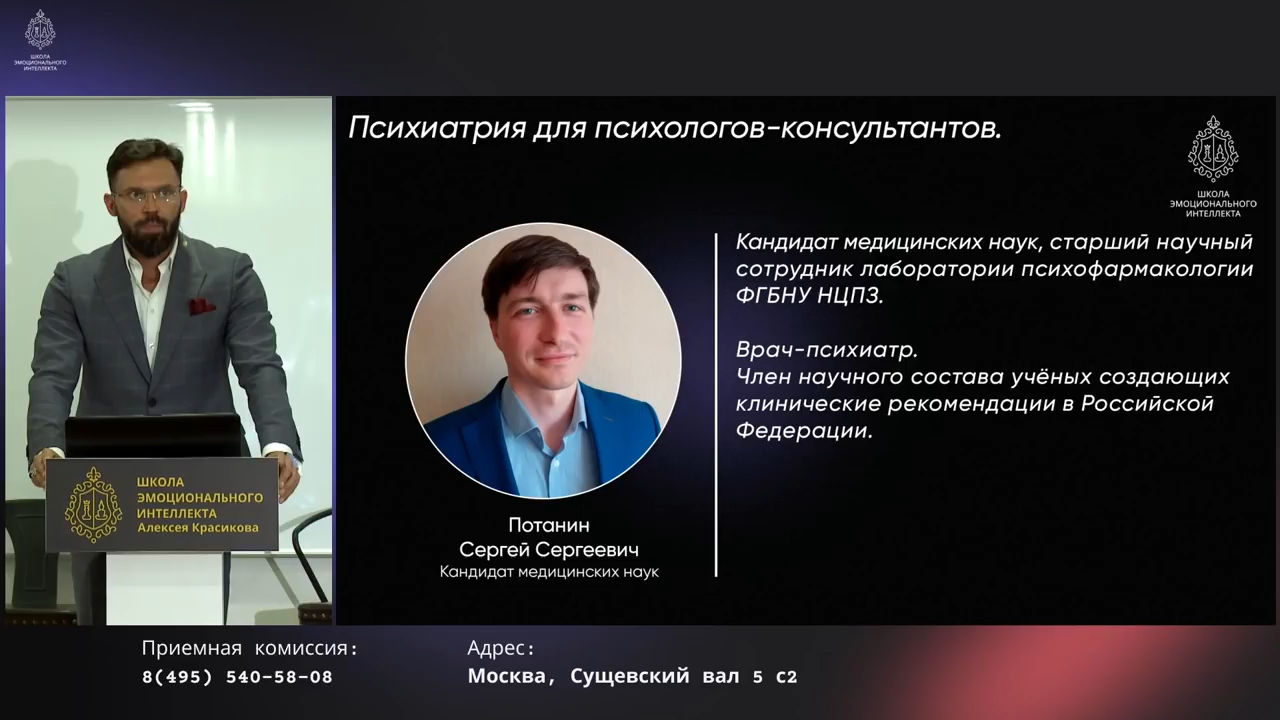 ШКОЛА
ЭМОЦИОНАЛЬНОГО
ИНТЕЛЛЕКТА
Психиатрия для психологов-консультантов.
ШКОЛА
ЭМОЦИОНАЛЬНОГО
ИНТЕЛЛЕКТА
Кандидат медицинских наук, старший научный
сотрудник лаборатории психофармакологии
ФГБНУ НЦПЗ.
Врач-психиатр.
Член научного состава учёных создающих
клинические рекомендации в Российской
Федерации.
Потанин
Сергей Сергеевич
Кандидат медицинских наук
ШКОЛА
ЭМОЦИОНАЛЬНОГО
ИНТЕЛЛЕКТА
Алексея Красикова
Приемная комиссия:
8(495) 540-58-08
Адрес:
Москва, Сущевский вал 5 с2